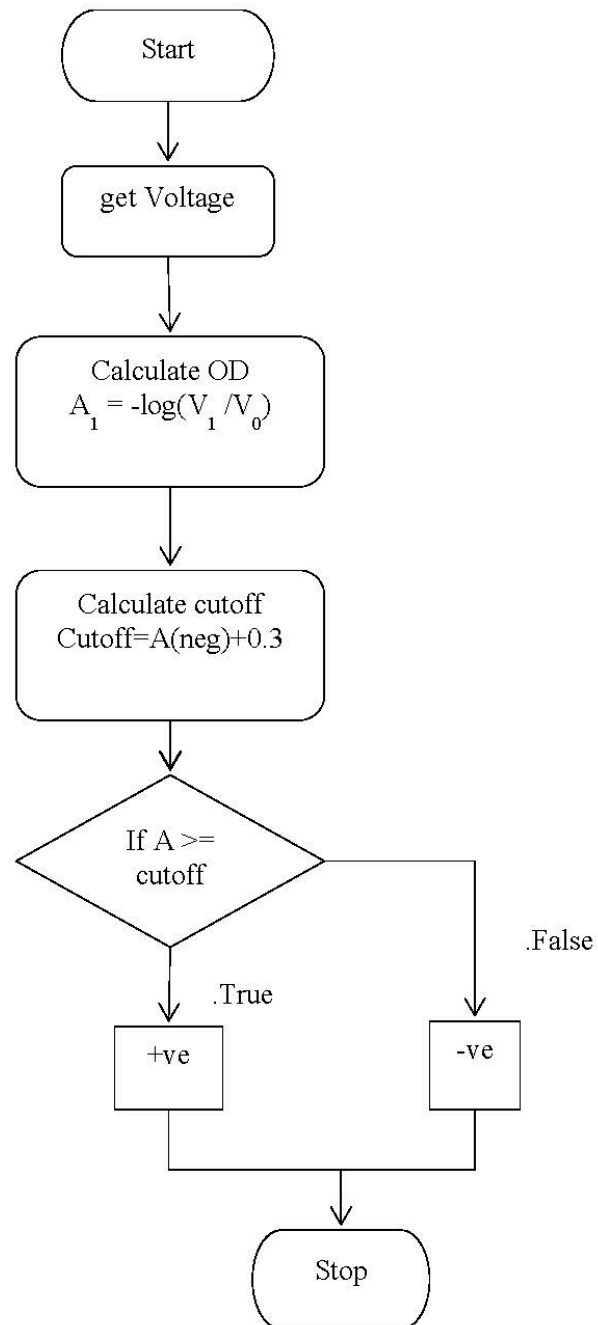 Start
get Voltage
Calculate OD
A₁ = -log(V₁ /V₀)
Calculate cutoff
Cutoff=A(neg)+0.3
If A >=
cutoff
.False
.True
+ve
-ve
Stop